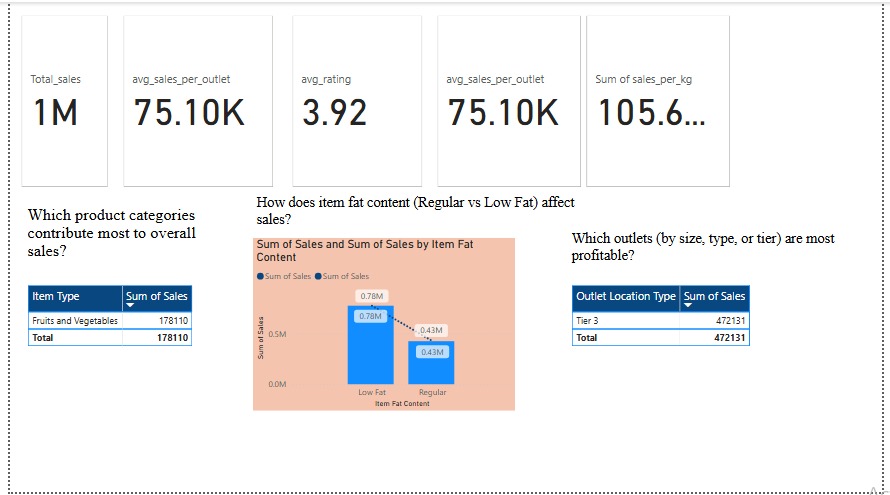 Total_sales
1M
avg_sales_per_outlet
75.10K
avg_rating
3.92
avg_sales_per_outlet
75.10K
Sum of sales_per_kg
105.6...
Which product categories
contribute most to overall
sales?
Item Type Sum of Sales
Fruits and Vegetables 178110
Total 178110
How does item fat content (Regular vs Low Fat) affect
sales?
Sum of Sales and Sum of Sales by Item Fat
Content
Sum of Sales Sum of Sales
Sum of Sales
0.5M
0.0M
0.78M
0.78M
0.43M
0.43M
Low Fat Regular
Item Fat Content
Which outlets (by size, type, or tier) are most
profitable?
Outlet Location Type Sum of Sales
Tier 3 472131
Total 472131